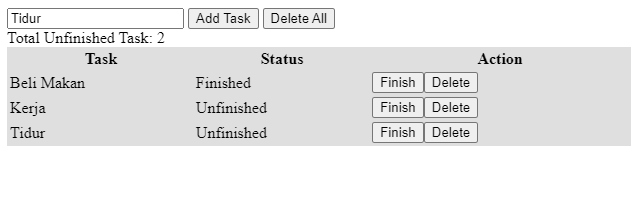 Tidur Add Task Delete All
Total Unfinished Task: 2
Task Status Action
Beli Makan Finished Finish Delete
Kerja Unfinished Finish Delete
Tidur Unfinished Finish Delete